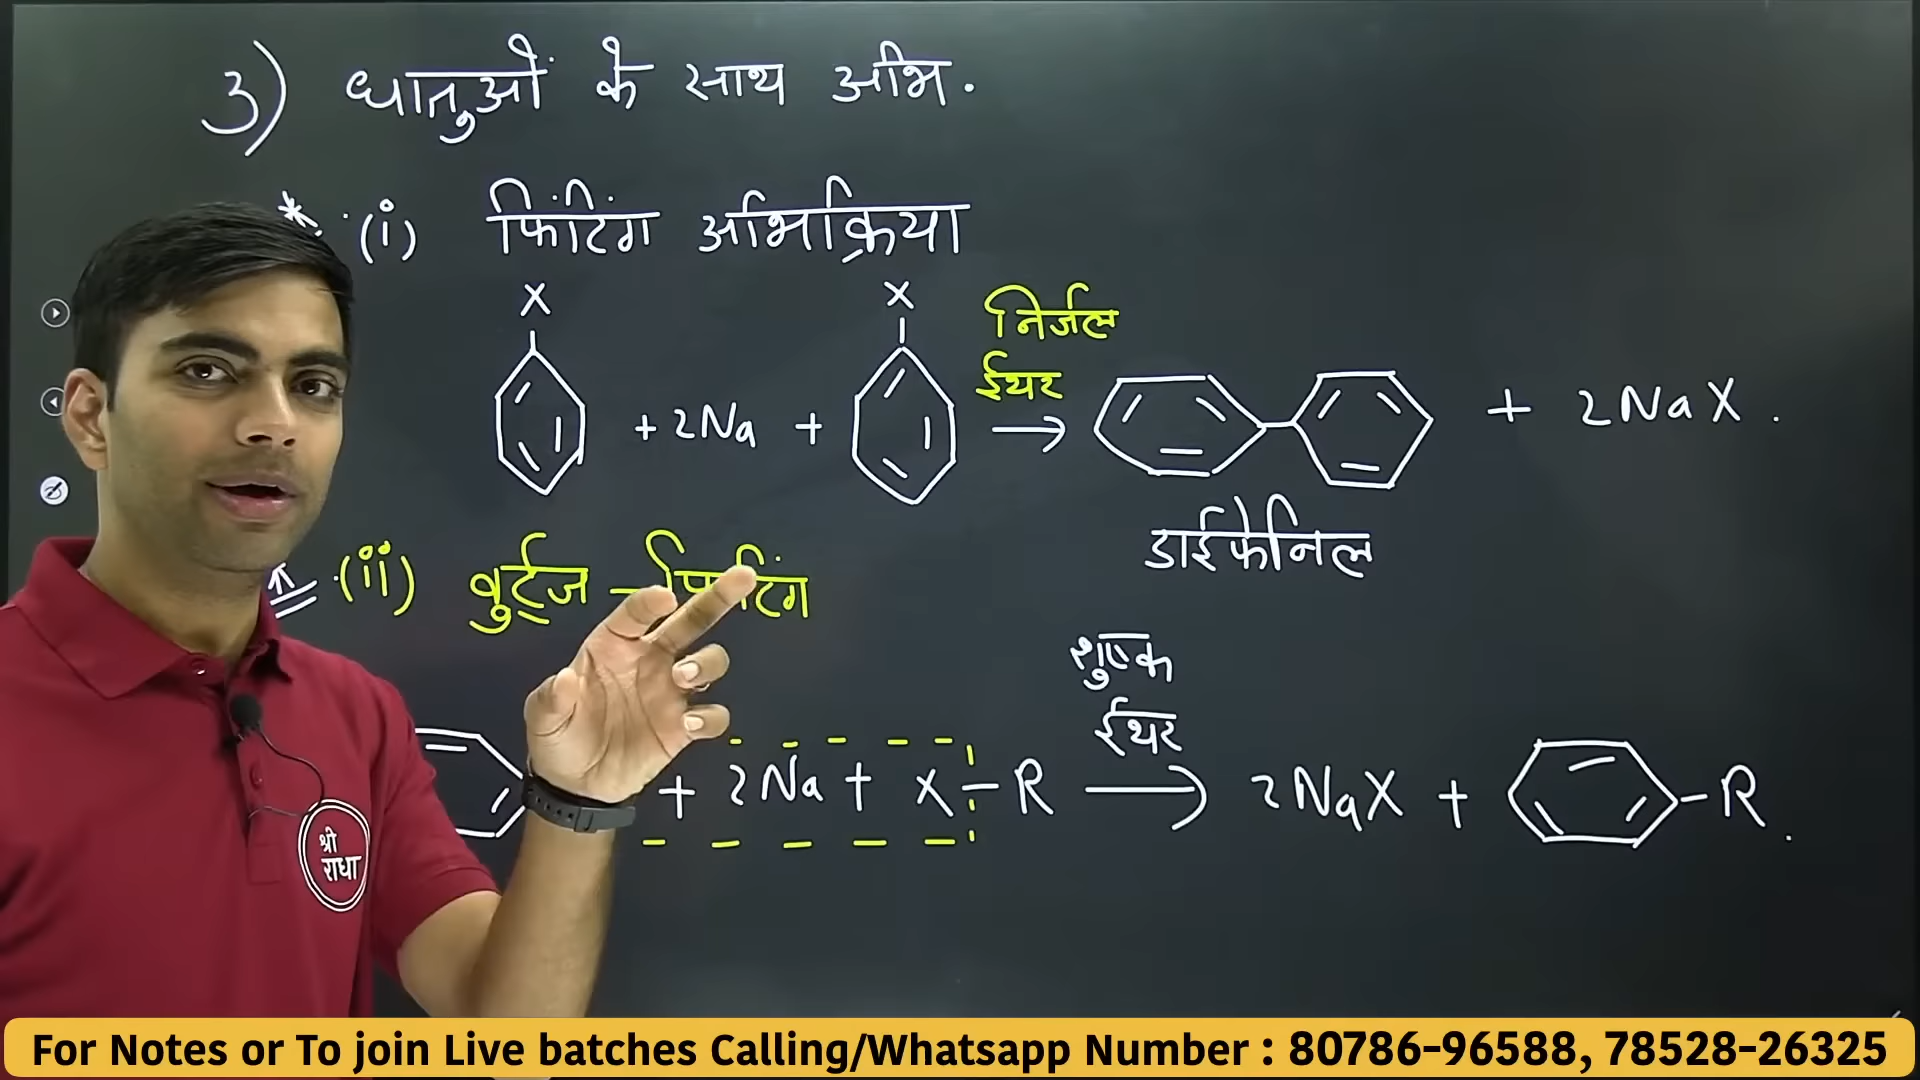 3) धातुओं के साथ अभि.
* (i) फिटिंग अभिक्रिया
X X
निर्जल
ईथर
+ 2Na + → + 2NaX.
डाईफेनिल
(ii) वुर्ट्ज - फिटिंग
शुष्क
ईथर
+ 2Na + X-R → 2NaX + -R.
श्री
राधा
For Notes or To join Live batches Calling/Whatsapp Number : 80786-96588, 78528-26325